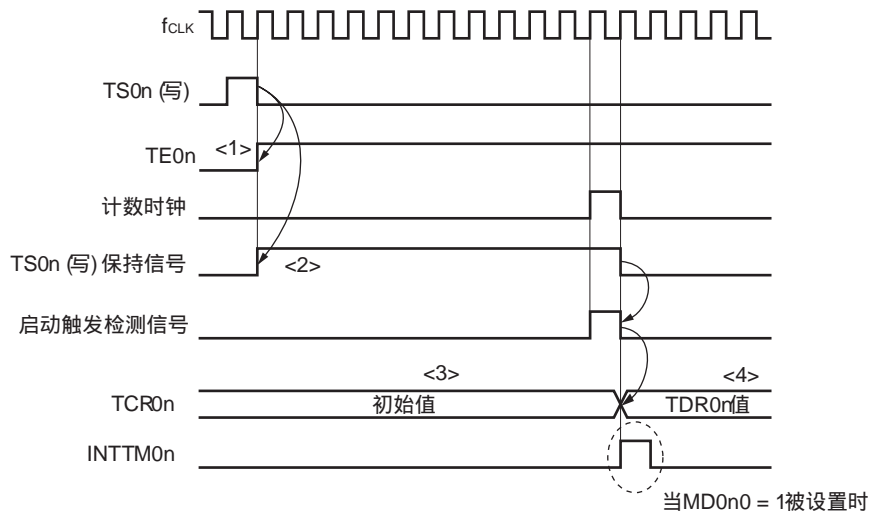 fCLK
TS0n (写)
TE0n
<1>
计数时钟
TS0n (写) 保持信号
<2>
启动触发检测信号
<3>
<4>
TCR0n
初始值
TDR0n值
INTTM0n
当MD0n0 = 1被设置时